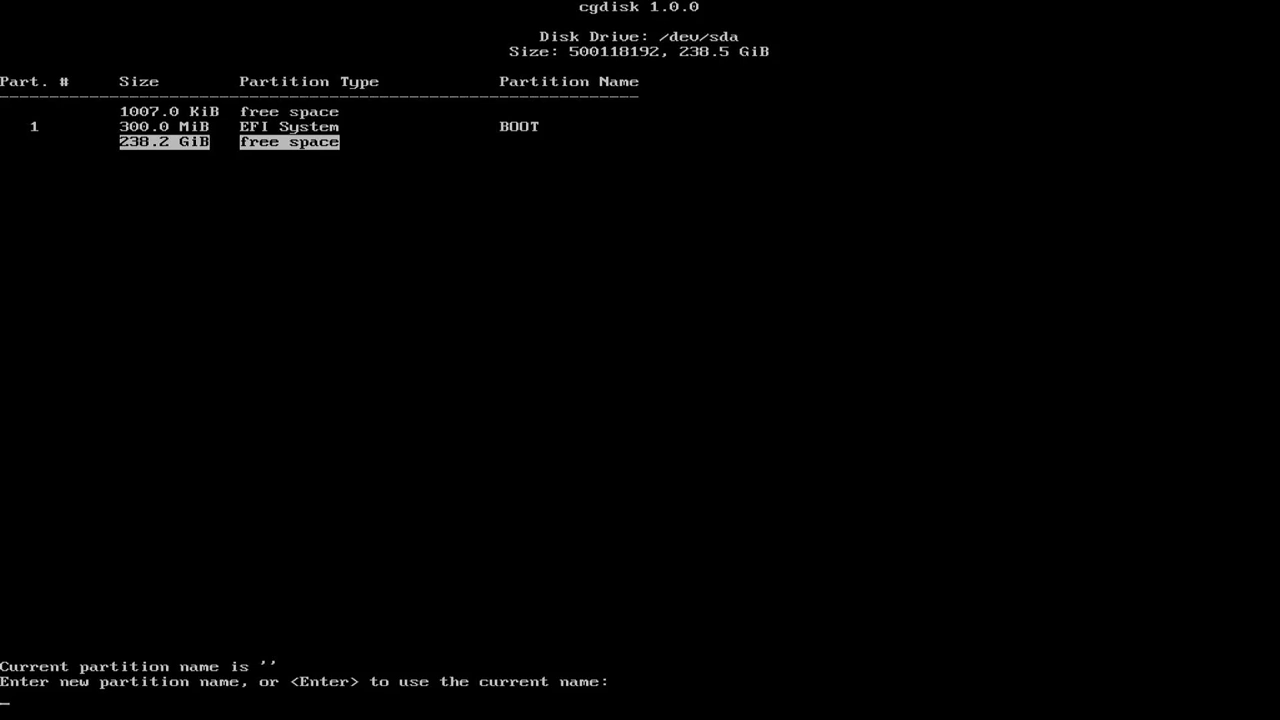 cgdisk 1.0.0
Disk Drive: /dev/sda
Size: 500118192, 238.5 GiB
Part. # Size Partition Type Partition Name
----------------------------------------------------------------
1007.0 KiB free space
1 300.0 MiB EFI System BOOT
238.2 GiB free space
Current partition name is ''
Enter new partition name, or <Enter> to use the current name: